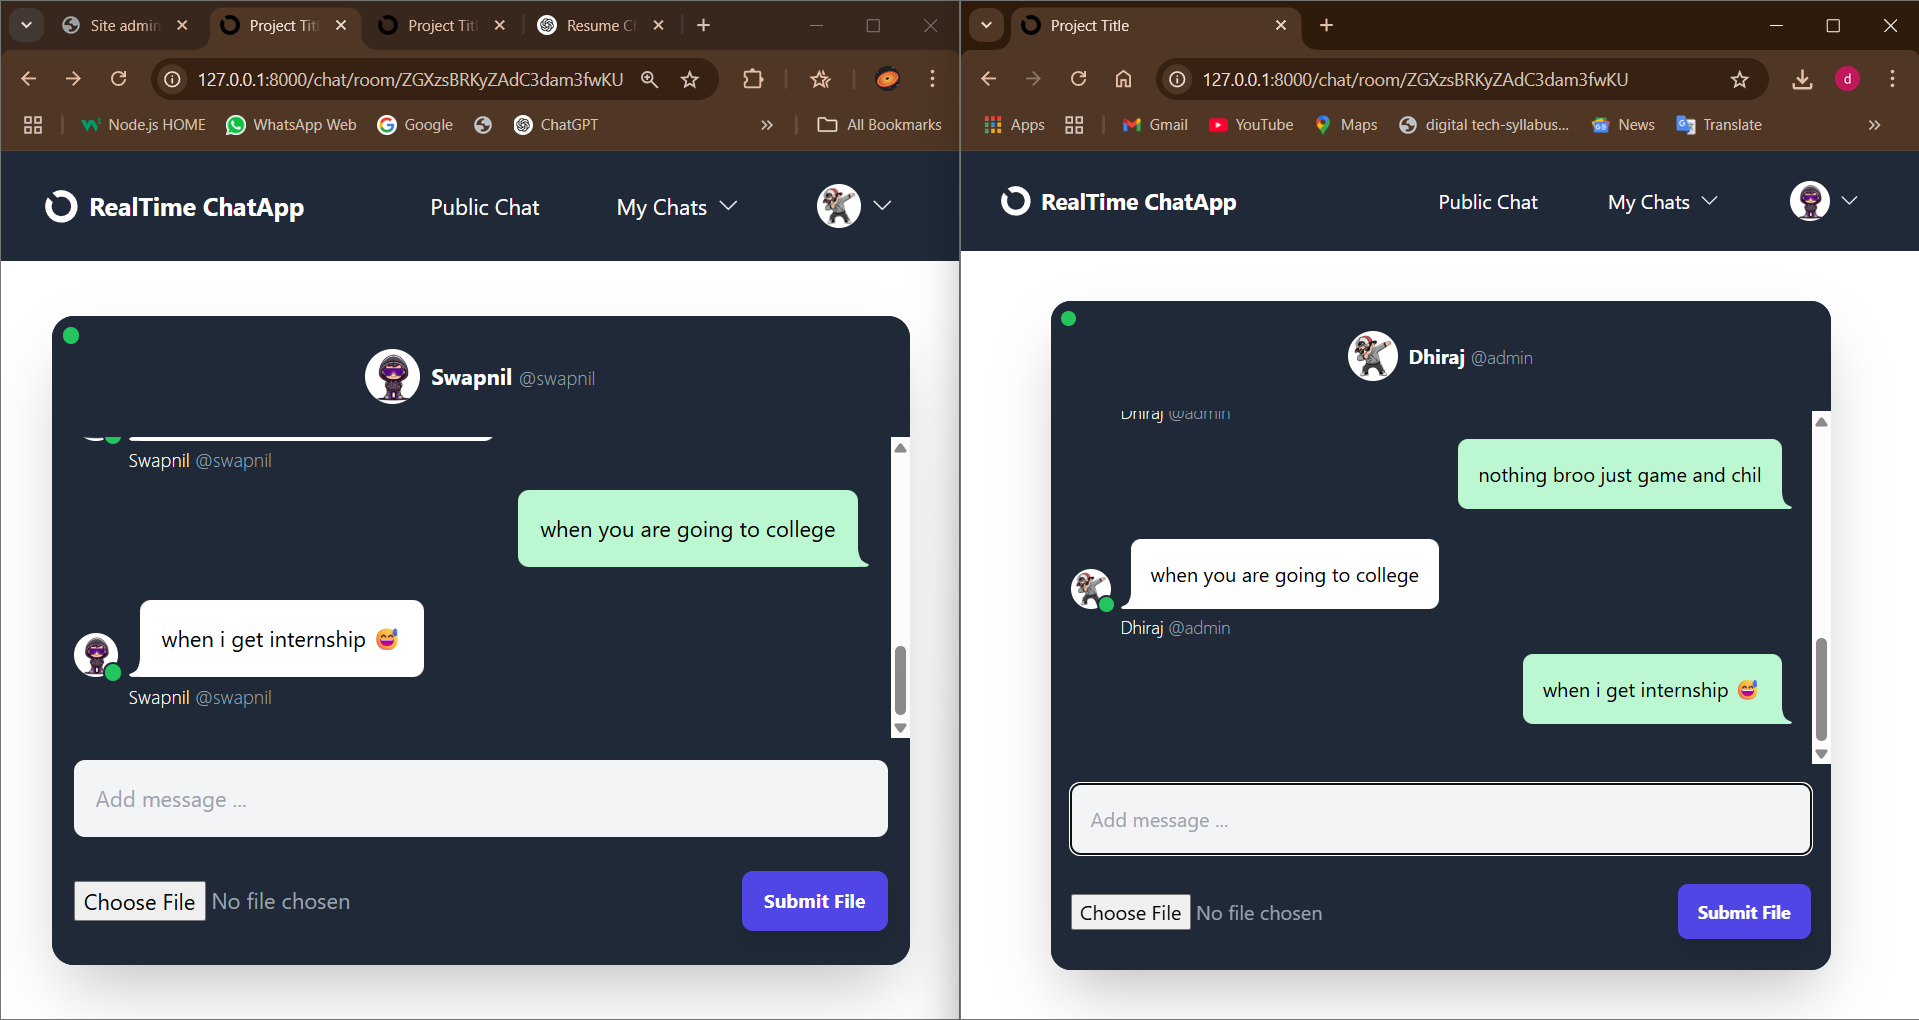 Site admin
Project Titl
Project Titl
Resume Cl
127.0.0.1:8000/chat/room/ZGXzsBRKyZAdC3dam3fwKU
Node.js HOME
WhatsApp Web
Google
ChatGPT
All Bookmarks
RealTime ChatApp
Public Chat
My Chats
Swapnil @swapnil
Swapnil @swapnil
when you are going to college
when i get internship 😅
Swapnil @swapnil
Add message ...
Choose File No file chosen
Submit File
Project Title
127.0.0.1:8000/chat/room/ZGXzsBRKyZAdC3dam3fwKU
d
Apps
Gmail
YouTube
Maps
digital tech-syllabus...
News
Translate
RealTime ChatApp
Public Chat
My Chats
Dhiraj @admin
Dhiraj @admin
nothing broo just game and chil
when you are going to college
Dhiraj @admin
when i get internship 😅
Add message ...
Choose File No file chosen
Submit File